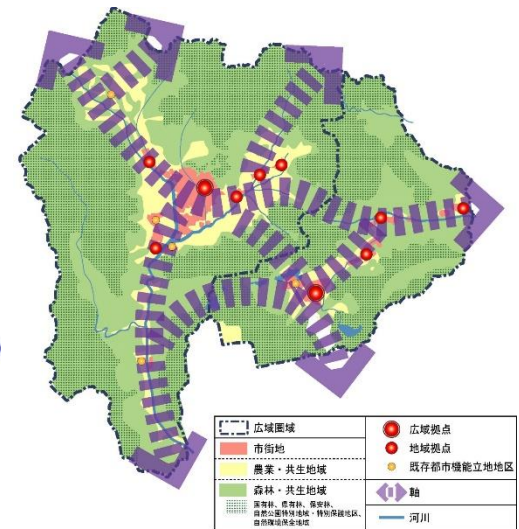 広域圏域
市街地
農業・共生地域
森林・共生地域
国有林、県有林、保安林、
自然公園特別地域・特別保護地区、
自然環境保全地域
広域拠点
地域拠点
既存都市機能立地地区
軸
河川